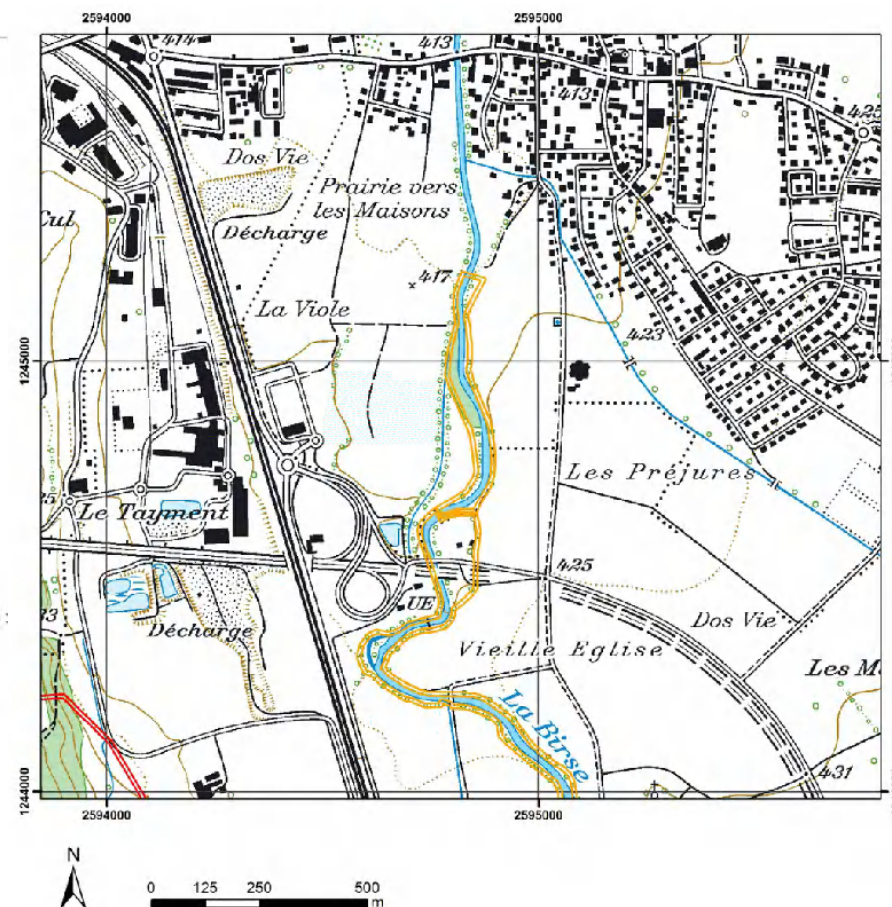 2594000
2595000
414
413
413
425
Dos Vie
Prairie vers
les Maisons
Décharge
Cul
417
La Viole
423
1245000
Les Préjures
Le Tayment
425
UE
Décharge
Dos Vie
Vieille Eglise
Les M
La Birse
431
1244000
2594000
2595000
N
0 125 250 500
m